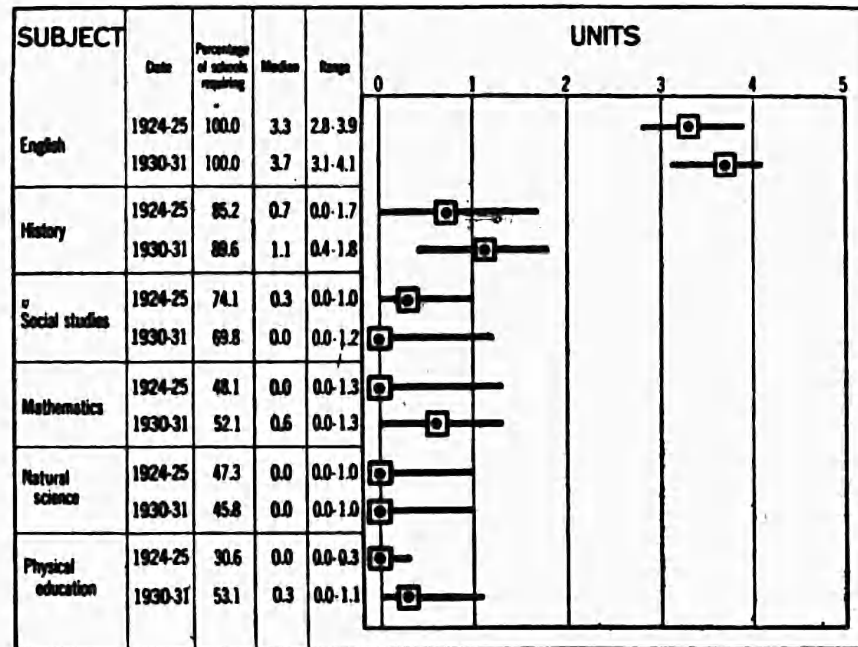 SUBJECT
Date
Percentage
of schools
requiring
Median
Range
UNITS
0 1 2 3 4 5
English
1924-25 100.0 3.3 2.8-3.9
1930-31 100.0 3.7 3.1-4.1
History
1924-25 85.2 0.7 0.0-1.7
1930-31 89.6 1.1 0.4-1.8
Social studies
1924-25 74.1 0.3 0.0-1.0
1930-31 69.8 0.0 0.0-1.2
Mathematics
1924-25 48.1 0.0 0.0-1.3
1930-31 52.1 0.6 0.0-1.3
Natural
science
1924-25 47.3 0.0 0.0-1.0
1930-31 45.8 0.0 0.0-1.0
Physical
education
1924-25 30.6 0.0 0.0-0.3
1930-31 53.1 0.3 0.0-1.1